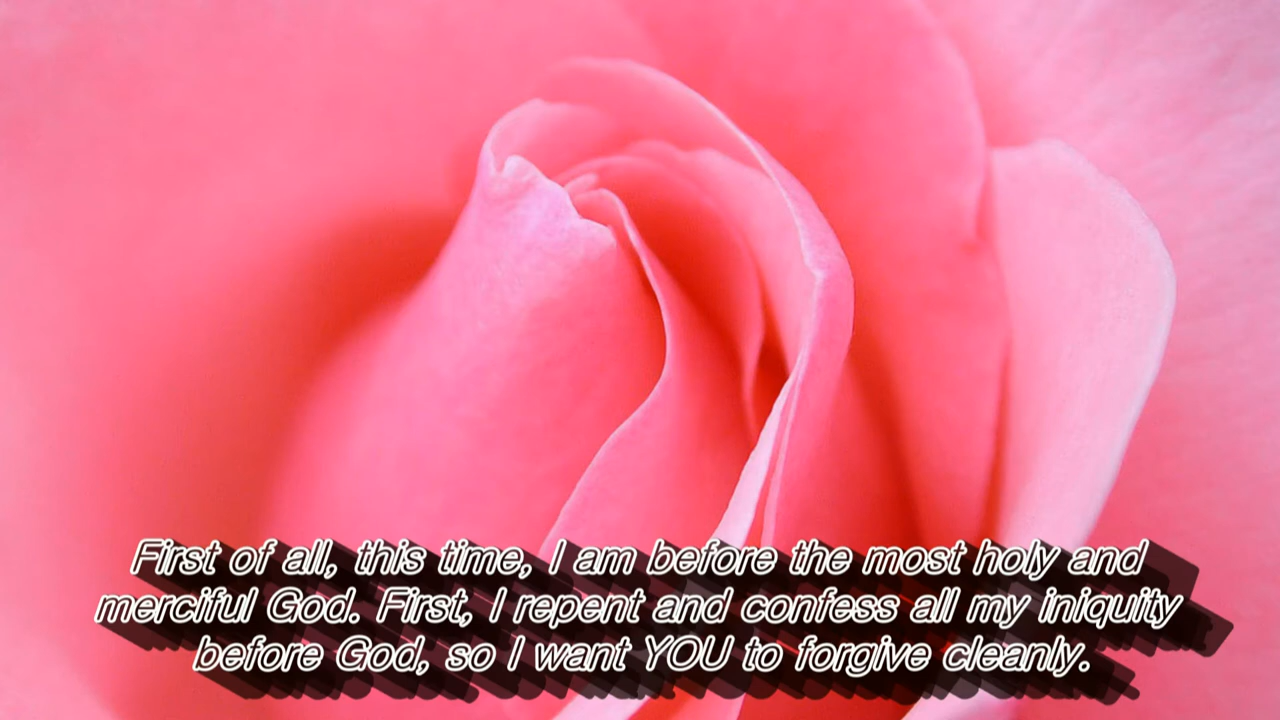 First of all, this time, I am before the most holy and
merciful God. First, I repent and confess all my iniquity
before God, so I want YOU to forgive cleanly.